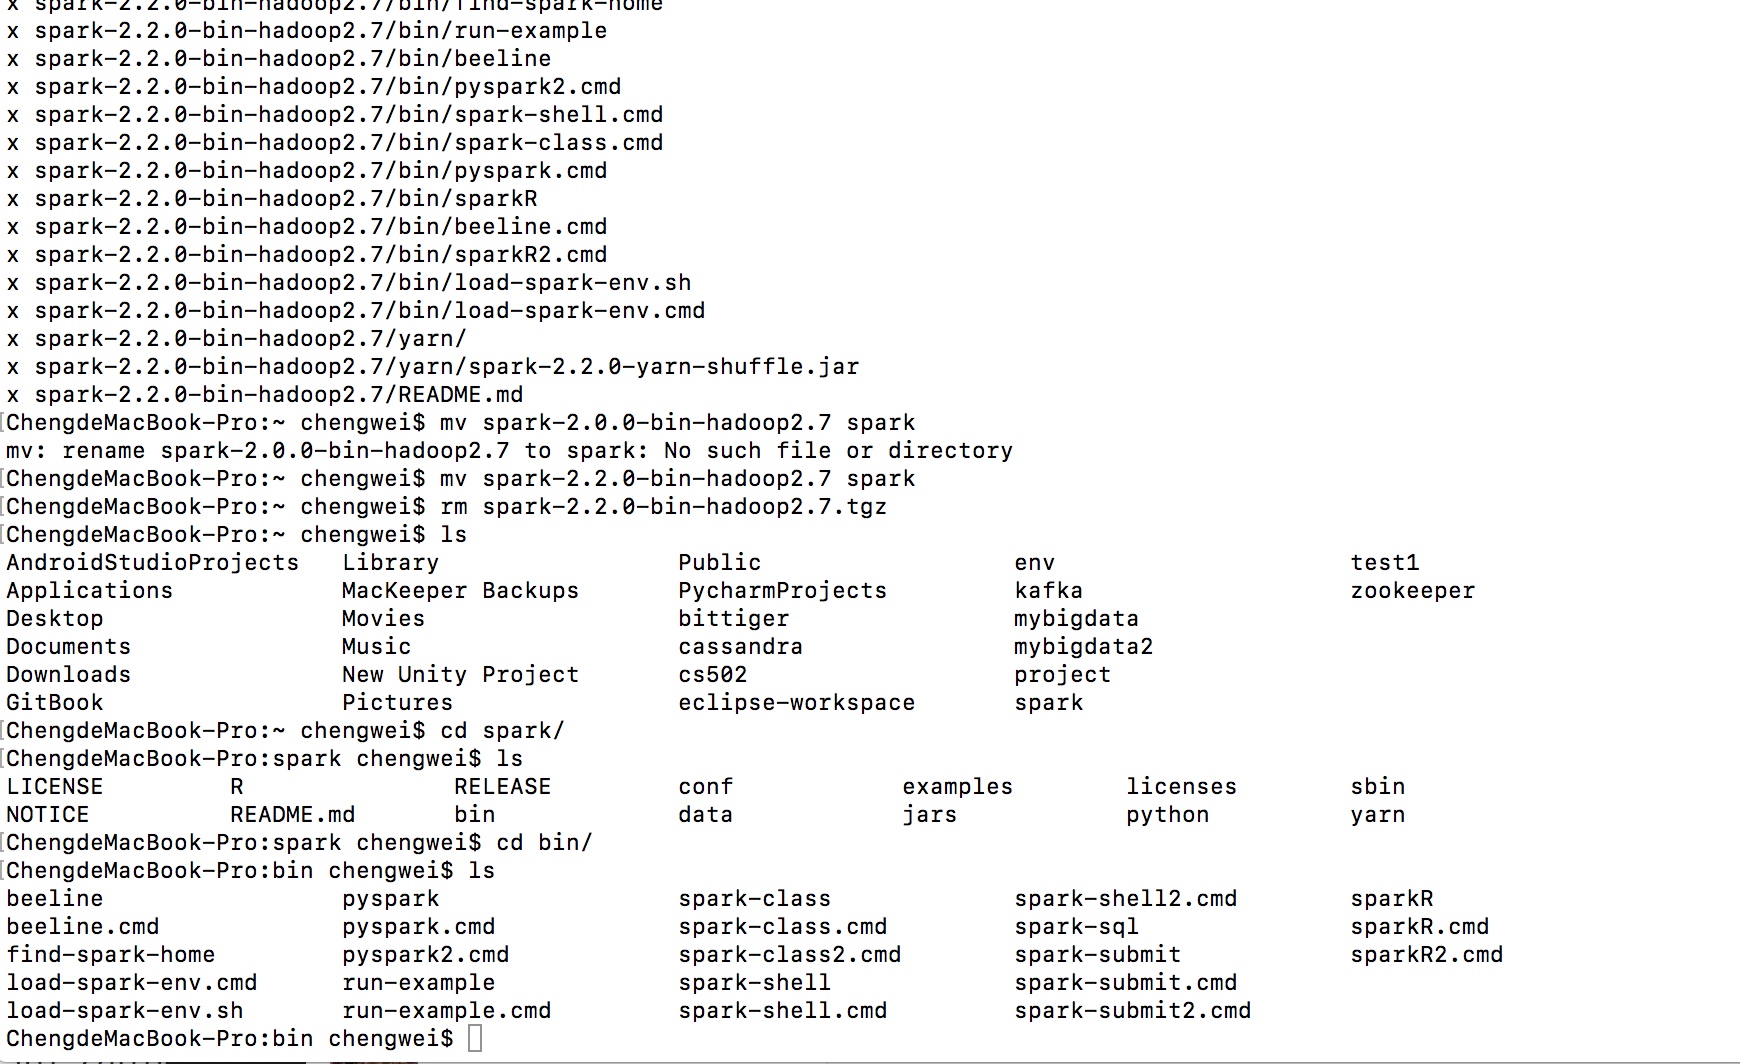 x spark-2.2.0-bin-hadoop2.7/bin/find-spark-home
x spark-2.2.0-bin-hadoop2.7/bin/run-example
x spark-2.2.0-bin-hadoop2.7/bin/beeline
x spark-2.2.0-bin-hadoop2.7/bin/pyspark2.cmd
x spark-2.2.0-bin-hadoop2.7/bin/spark-shell.cmd
x spark-2.2.0-bin-hadoop2.7/bin/spark-class.cmd
x spark-2.2.0-bin-hadoop2.7/bin/pyspark.cmd
x spark-2.2.0-bin-hadoop2.7/bin/sparkR
x spark-2.2.0-bin-hadoop2.7/bin/beeline.cmd
x spark-2.2.0-bin-hadoop2.7/bin/sparkR2.cmd
x spark-2.2.0-bin-hadoop2.7/bin/load-spark-env.sh
x spark-2.2.0-bin-hadoop2.7/bin/load-spark-env.cmd
x spark-2.2.0-bin-hadoop2.7/yarn/
x spark-2.2.0-bin-hadoop2.7/yarn/spark-2.2.0-yarn-shuffle.jar
x spark-2.2.0-bin-hadoop2.7/README.md
[ChengdeMacBook-Pro:~ chengwei$ mv spark-2.0.0-bin-hadoop2.7 spark
mv: rename spark-2.0.0-bin-hadoop2.7 to spark: No such file or directory
[ChengdeMacBook-Pro:~ chengwei$ mv spark-2.2.0-bin-hadoop2.7 spark
[ChengdeMacBook-Pro:~ chengwei$ rm spark-2.2.0-bin-hadoop2.7.tgz
[ChengdeMacBook-Pro:~ chengwei$ ls
AndroidStudioProjects Library Public env test1
Applications MacKeeper Backups PycharmProjects kafka zookeeper
Desktop Movies bittiger mybigdata
Documents Music cassandra mybigdata2
Downloads New Unity Project cs502 project
GitBook Pictures eclipse-workspace spark
[ChengdeMacBook-Pro:~ chengwei$ cd spark/
[ChengdeMacBook-Pro:spark chengwei$ ls
LICENSE R RELEASE conf examples licenses sbin
NOTICE README.md bin data jars python yarn
[ChengdeMacBook-Pro:spark chengwei$ cd bin/
[ChengdeMacBook-Pro:bin chengwei$ ls
beeline pyspark spark-class spark-shell2.cmd sparkR
beeline.cmd pyspark.cmd spark-class.cmd spark-sql sparkR.cmd
find-spark-home pyspark2.cmd spark-class2.cmd spark-submit sparkR2.cmd
load-spark-env.cmd run-example spark-shell spark-submit.cmd
load-spark-env.sh run-example.cmd spark-shell.cmd spark-submit2.cmd
ChengdeMacBook-Pro:bin chengwei$